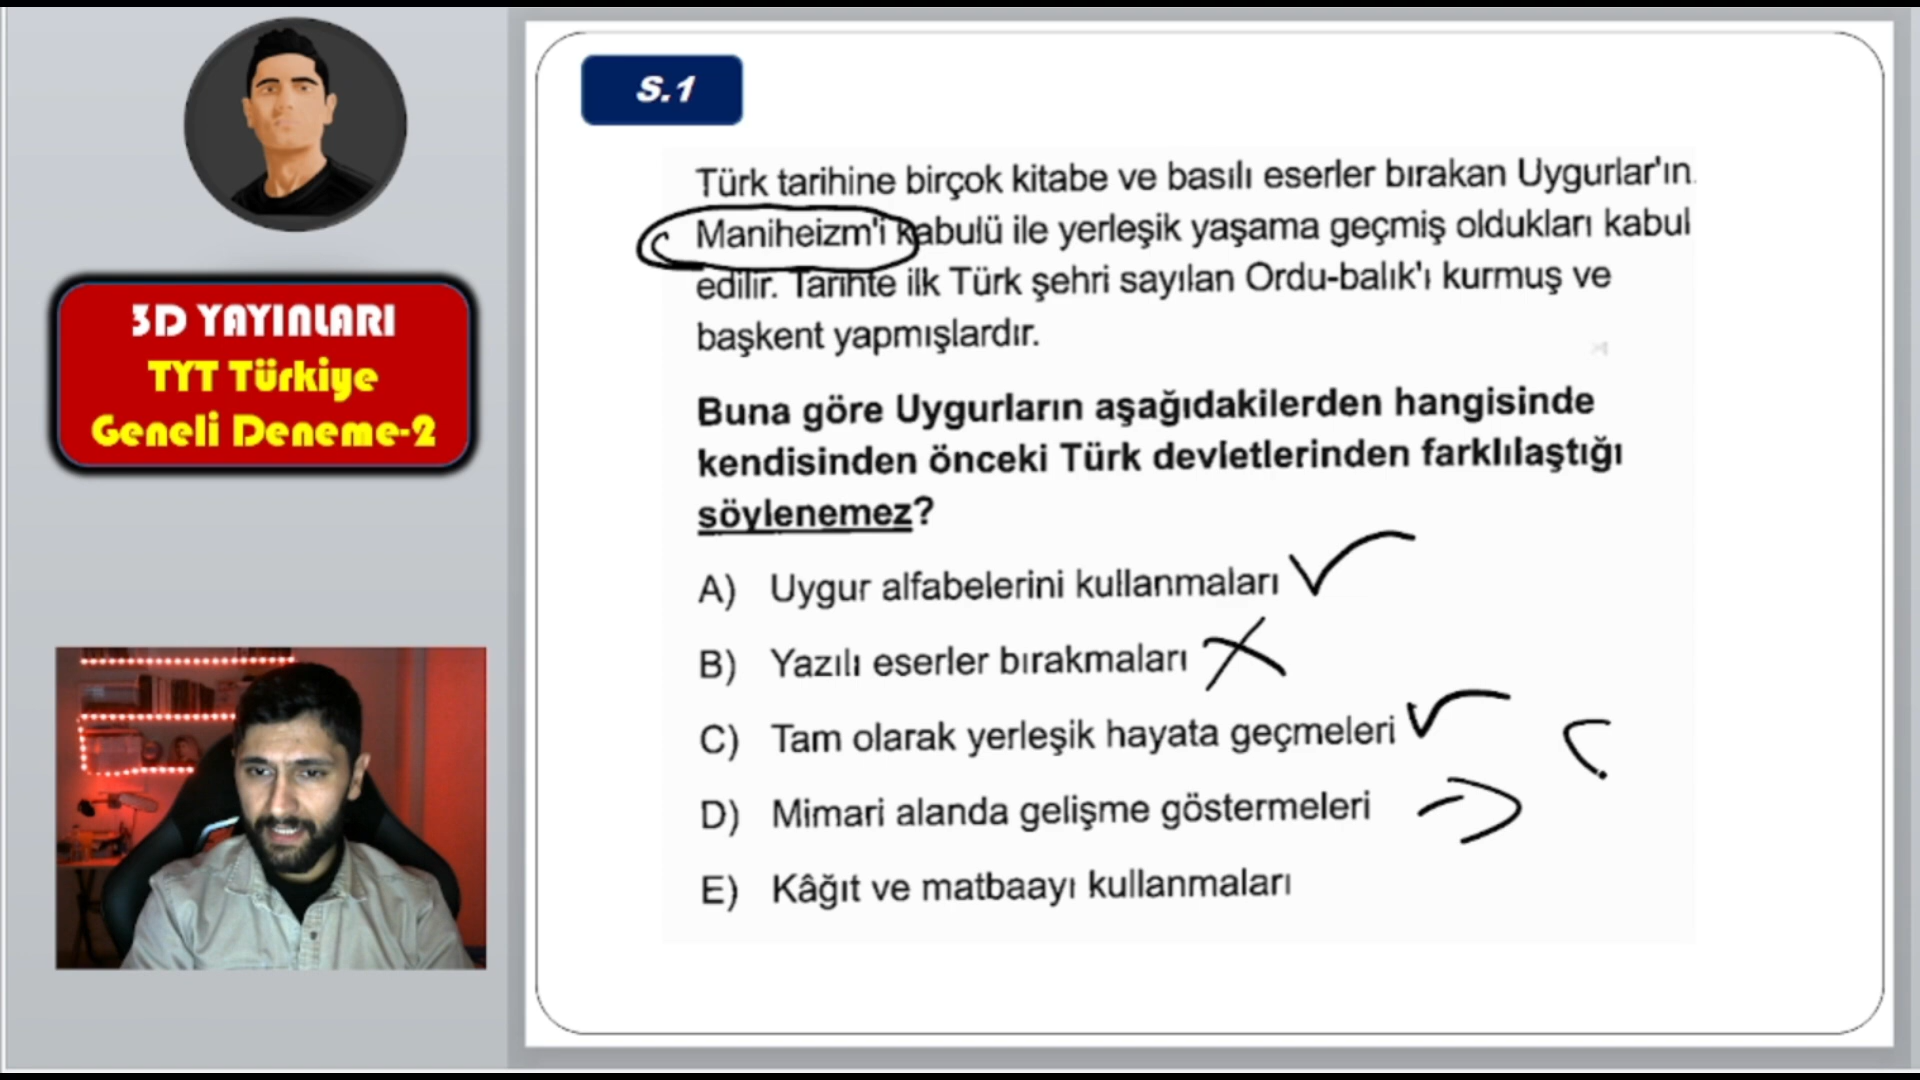 S.1
3D YAYINLARI
TYT Türkiye
Geneli Deneme-2
Türk tarihine birçok kitabe ve basılı eserler bırakan Uygurlar'ın
Maniheizm'i kabulü ile yerleşik yaşama geçmiş oldukları kabul
edilir. Tarihte ilk Türk şehri sayılan Ordu-balık'ı kurmuş ve
başkent yapmışlardır.
Buna göre Uygurların aşağıdakilerden hangisinde
kendisinden önceki Türk devletlerinden farklılaştığı
söylenemez?
A) Uygur alfabelerini kullanmaları
B) Yazılı eserler bırakmaları
C) Tam olarak yerleşik hayata geçmeleri
D) Mimari alanda gelişme göstermeleri
E) Kâğıt ve matbaayı kullanmaları